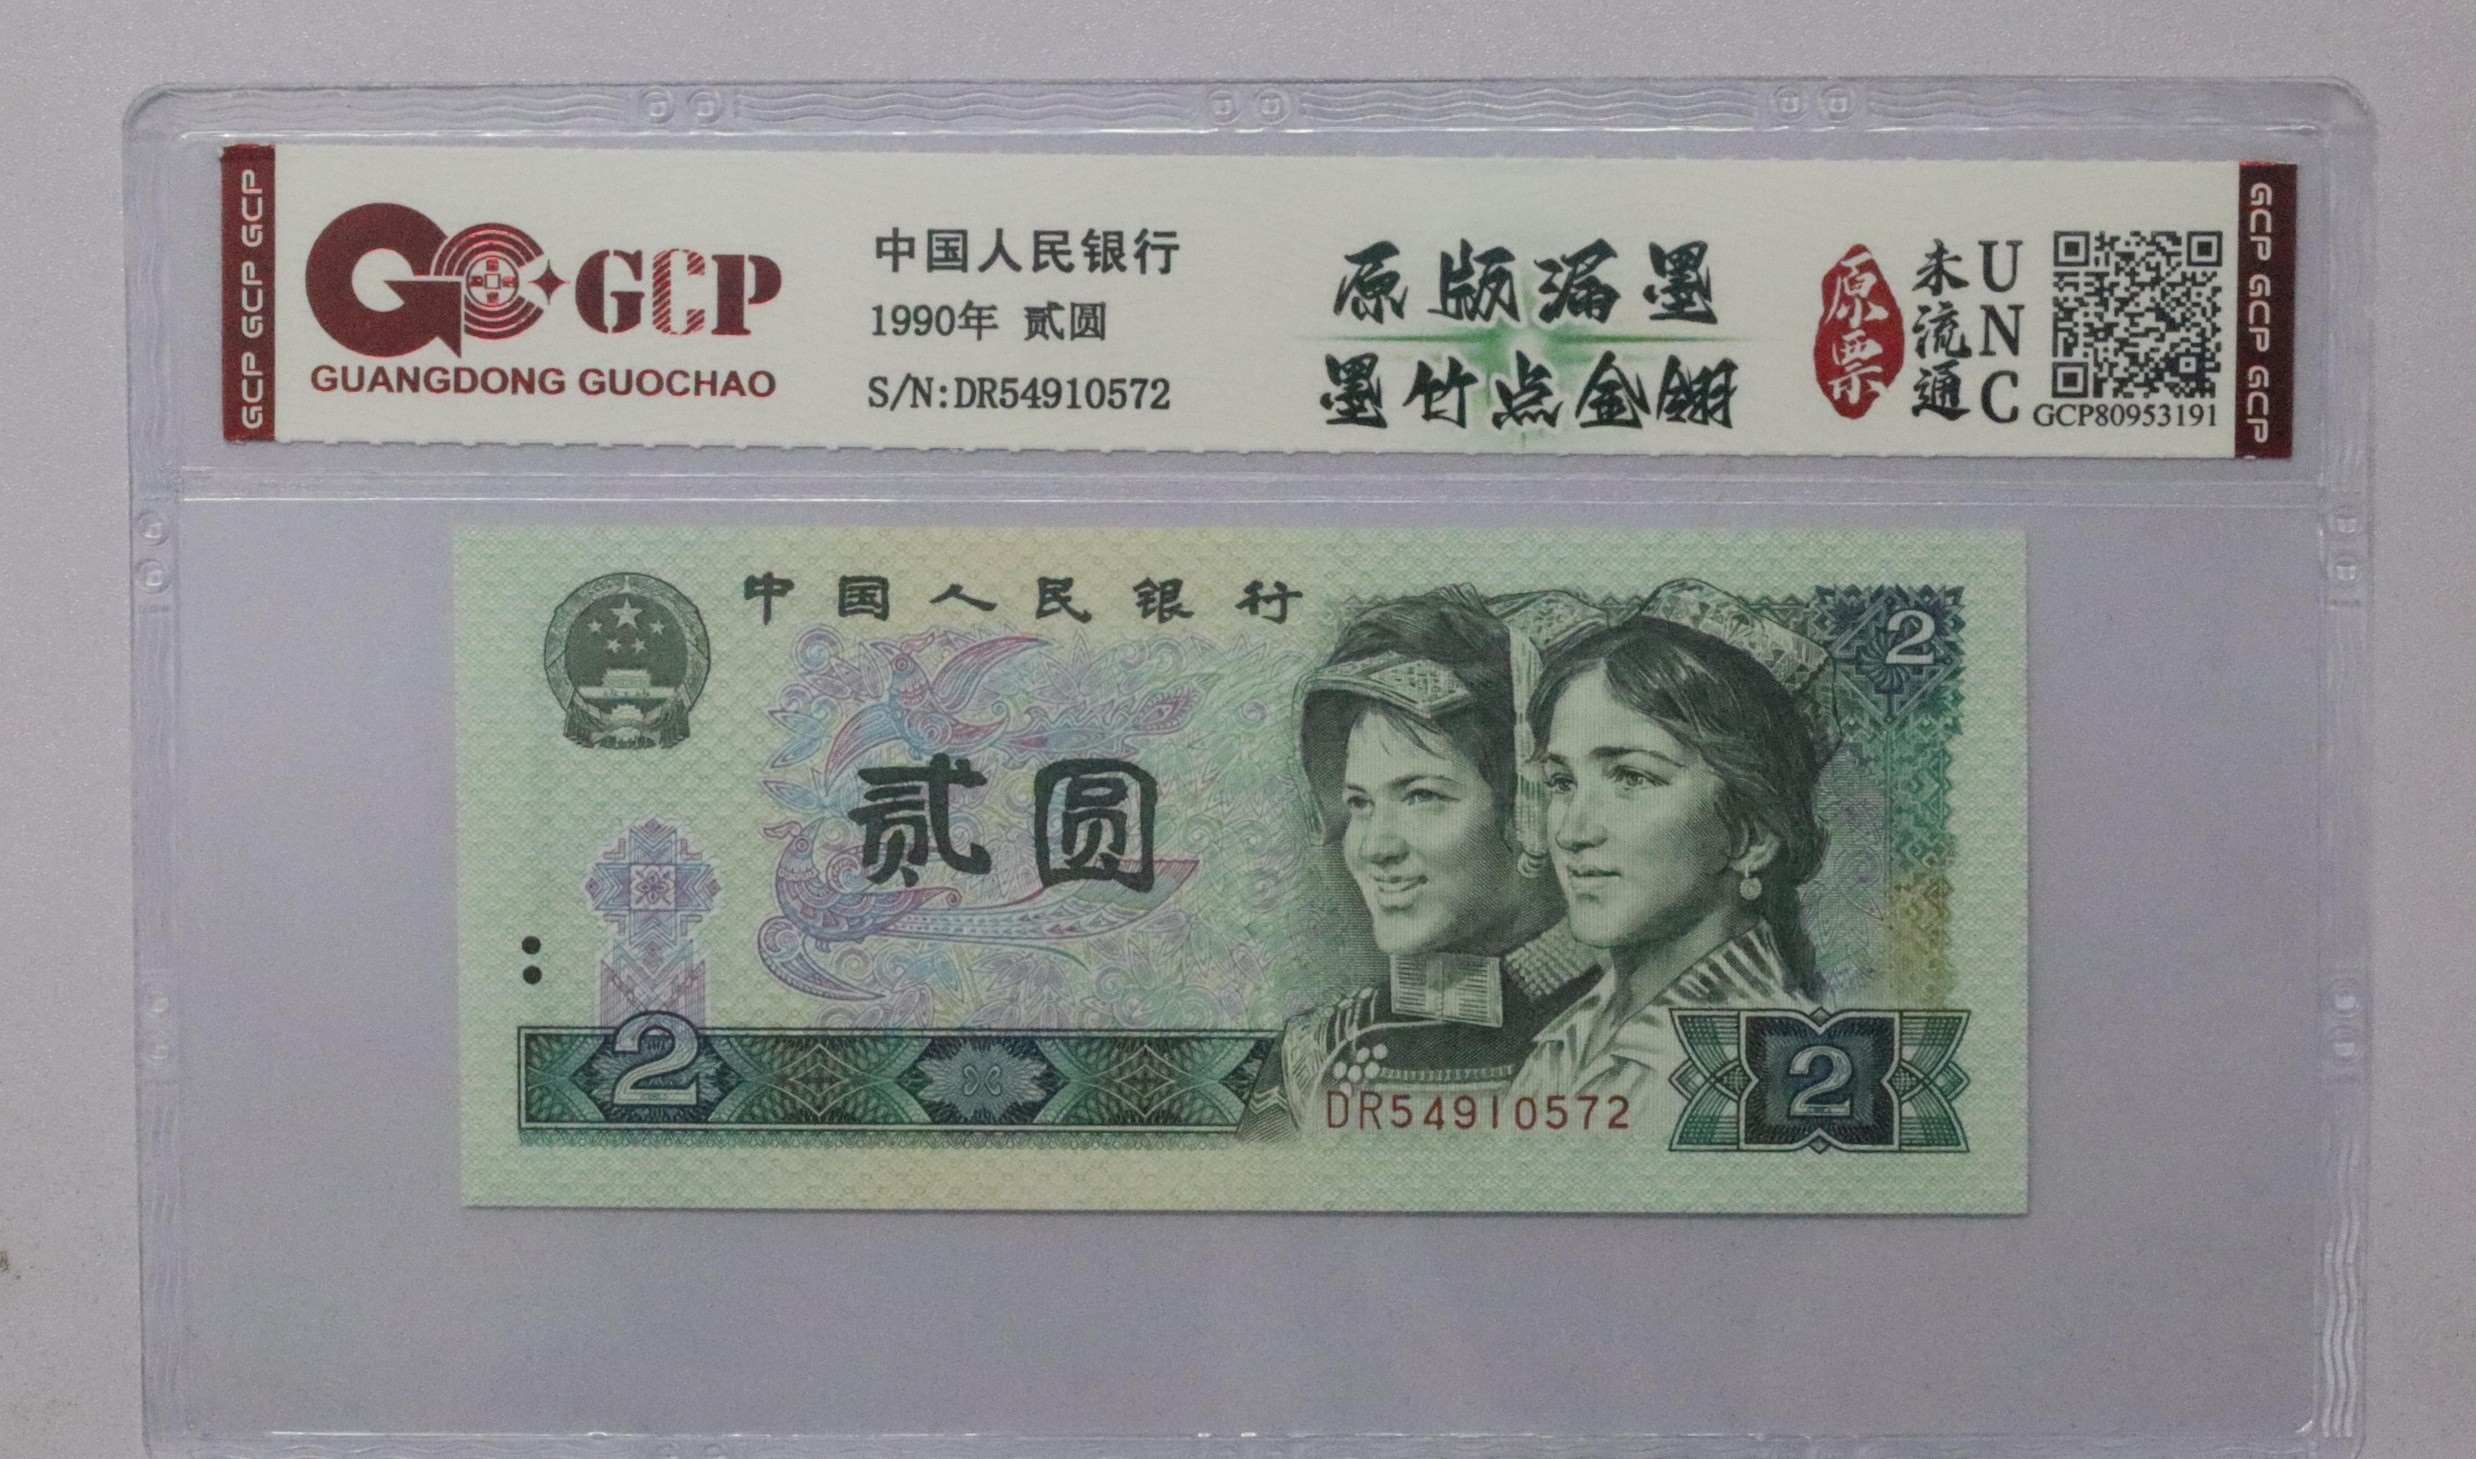 GCP GCP GCP
GCP
GUANGDONG GUOCHAO
中国人民银行
1990年 贰圆
S/N:DR54910572
原版漏墨
墨竹点金翎
原票
未流通
UNC
GCP80953191
GCP GCP GCP
中国人民银行
2
贰圆
2
DR54910572
2